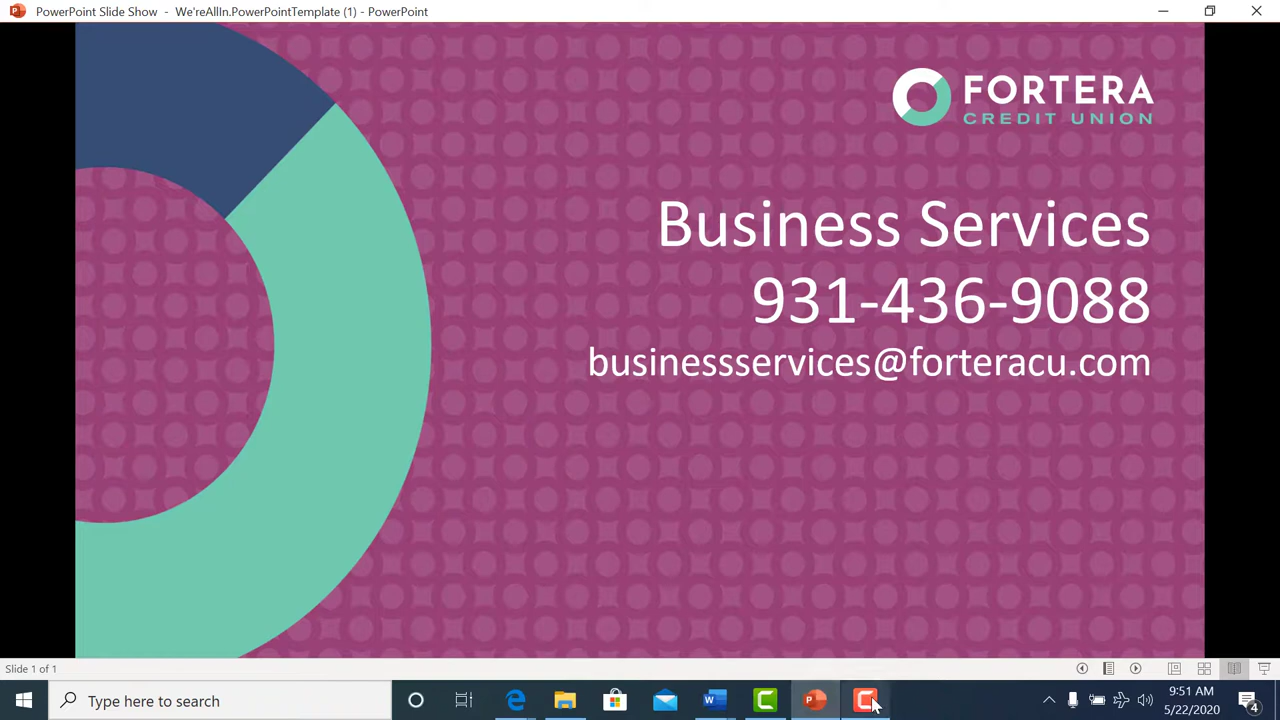 PowerPoint Slide Show - We'reAllIn.PowerPointTemplate (1) - PowerPoint
FORTERA
CREDIT UNION
Business Services
931-436-9088
businessservices@forteracu.com
Slide 1 of 1
Type here to search
9:51 AM
5/22/2020
4